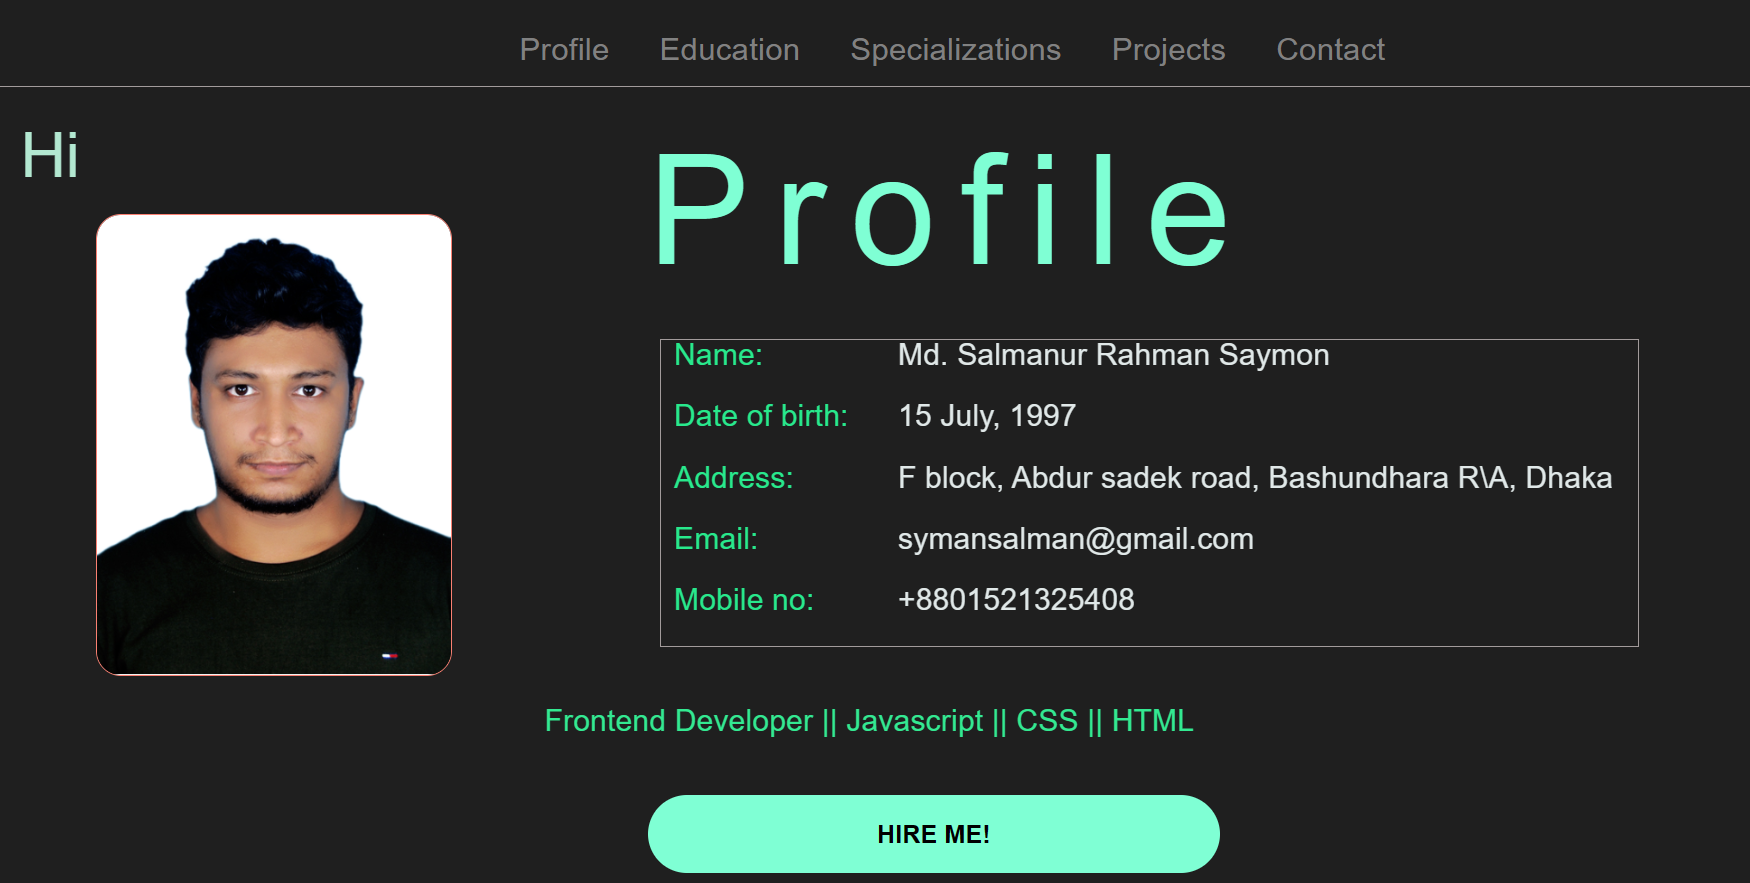 Profile Education Specializations Projects Contact
Hi
Profile
Name: Md. Salmanur Rahman Saymon
Date of birth: 15 July, 1997
Address: F block, Abdur sadek road, Bashundhara R\A, Dhaka
Email: symansalman@gmail.com
Mobile no: +8801521325408
Frontend Developer || Javascript || CSS || HTML
HIRE ME!